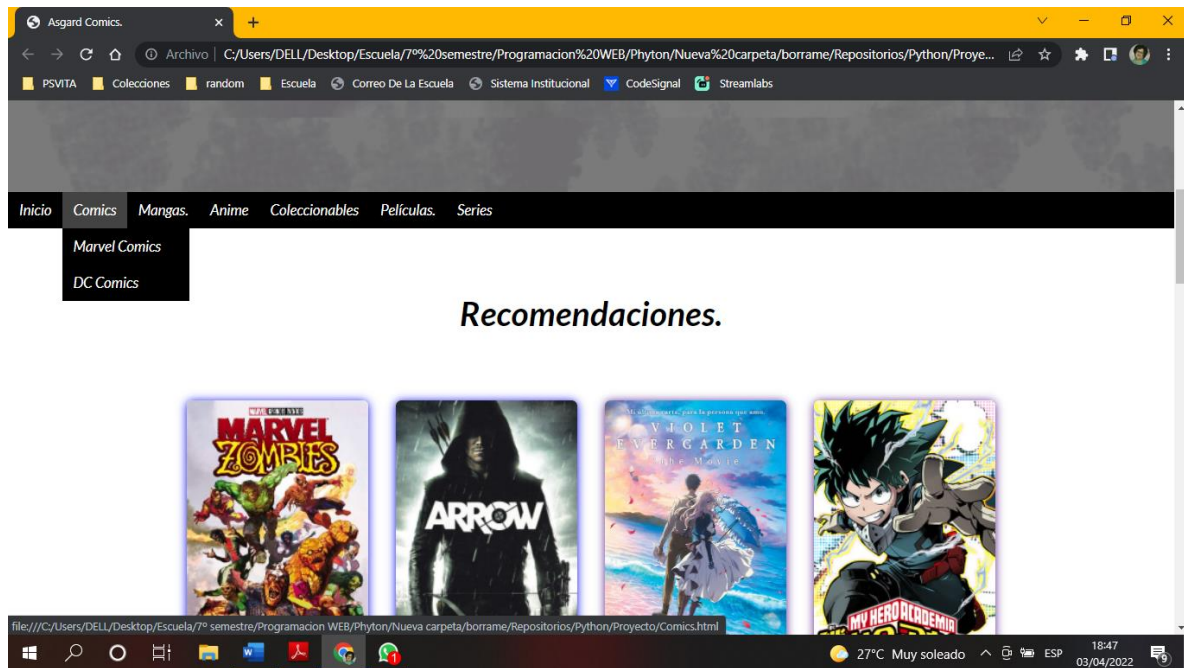 Asgard Comics.
Archivo | C:/Users/DELL/Desktop/Escuela/7º%20semestre/Programacion%20WEB/Phyton/Nueva%20carpeta/borrame/Repositorios/Python/Proye...
PSVITA Colecciones random Escuela Correo De La Escuela Sistema Institucional CodeSignal Streamlabs
Inicio Comics Mangas. Anime Coleccionables Películas. Series
Marvel Comics
DC Comics
Recomendaciones.
MARVEL
ZOMBIES
ARROW
VIOLET
EVERGARDEN
the Movie
MY HERO ACADEMIA
file:///C:/Users/DELL/Desktop/Escuela/7º semestre/Programacion WEB/Phyton/Nueva carpeta/borrame/Repositorios/Python/Proyecto/Comics.html
27°C Muy soleado ESP 18:47
03/04/2022
9